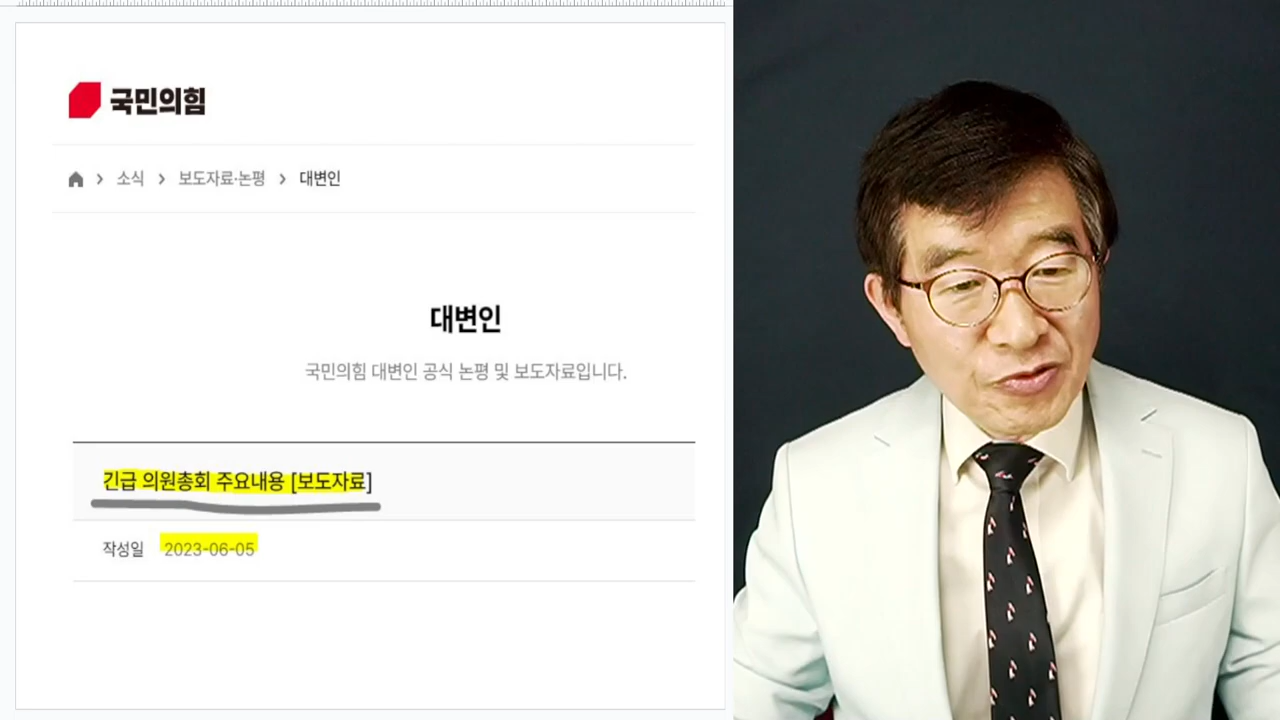 국민의힘
소식 > 보도자료·논평 > 대변인
대변인
국민의힘 대변인 공식 논평 및 보도자료입니다.
긴급 의원총회 주요내용 [보도자료]
작성일 2023-06-05